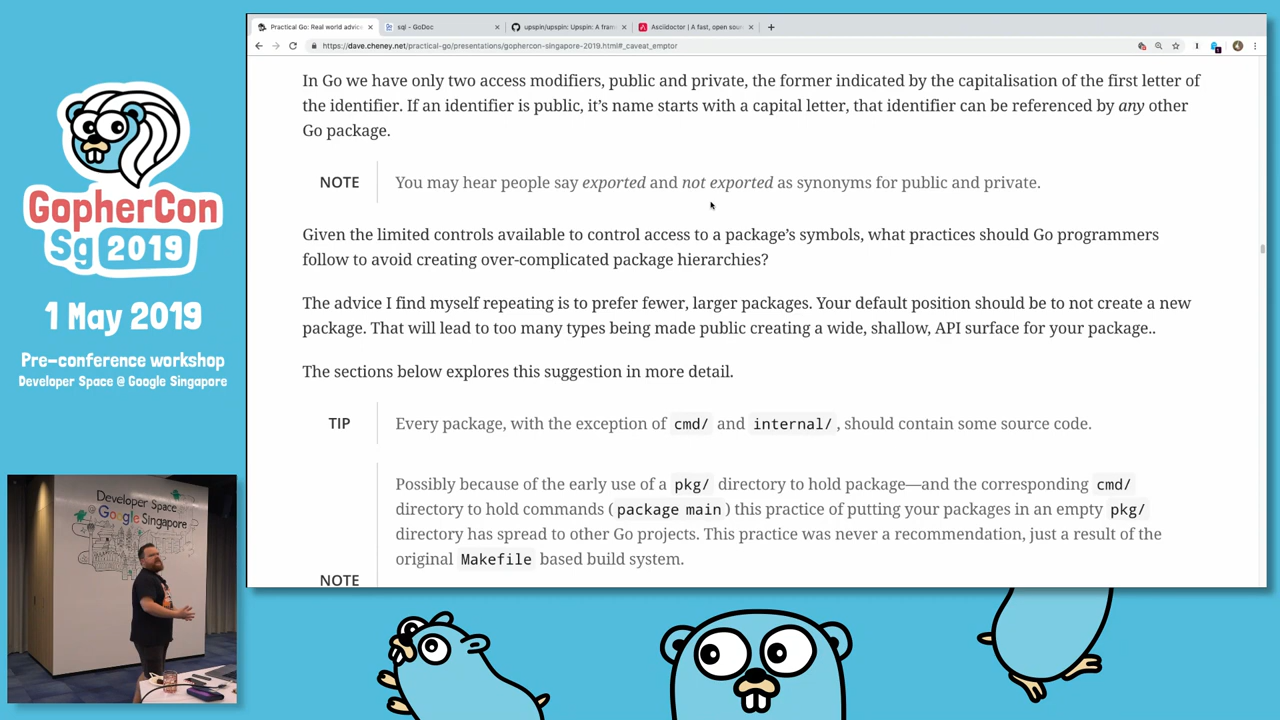 Practical Go: Real world advice
sql - GoDoc
upspin/upspin: Upspin: A fram
Asciidoctor | A fast, open sou
https://dave.cheney.net/practical-go/presentations/gophercon-singapore-2019.html#_caveat_emptor
In Go we have only two access modifiers, public and private, the former indicated by the capitalisation of the first letter of
the identifier. If an identifier is public, it’s name starts with a capital letter, that identifier can be referenced by any other
Go package.
NOTE
You may hear people say exported and not exported as synonyms for public and private.
Given the limited controls available to control access to a package’s symbols, what practices should Go programmers
follow to avoid creating over-complicated package hierarchies?
The advice I find myself repeating is to prefer fewer, larger packages. Your default position should be to not create a new
package. That will lead to too many types being made public creating a wide, shallow, API surface for your package..
The sections below explores this suggestion in more detail.
TIP
Every package, with the exception of cmd/ and internal/ , should contain some source code.
Possibly because of the early use of a pkg/ directory to hold package—and the corresponding cmd/
directory to hold commands ( package main ) this practice of putting your packages in an empty pkg/
directory has spread to other Go projects. This practice was never a recommendation, just a result of the
original Makefile based build system.
NOTE
GopherCon
Sg 2019
1 May 2019
Pre-conference workshop
Developer Space @ Google Singapore
Developer Space
Google Singapore